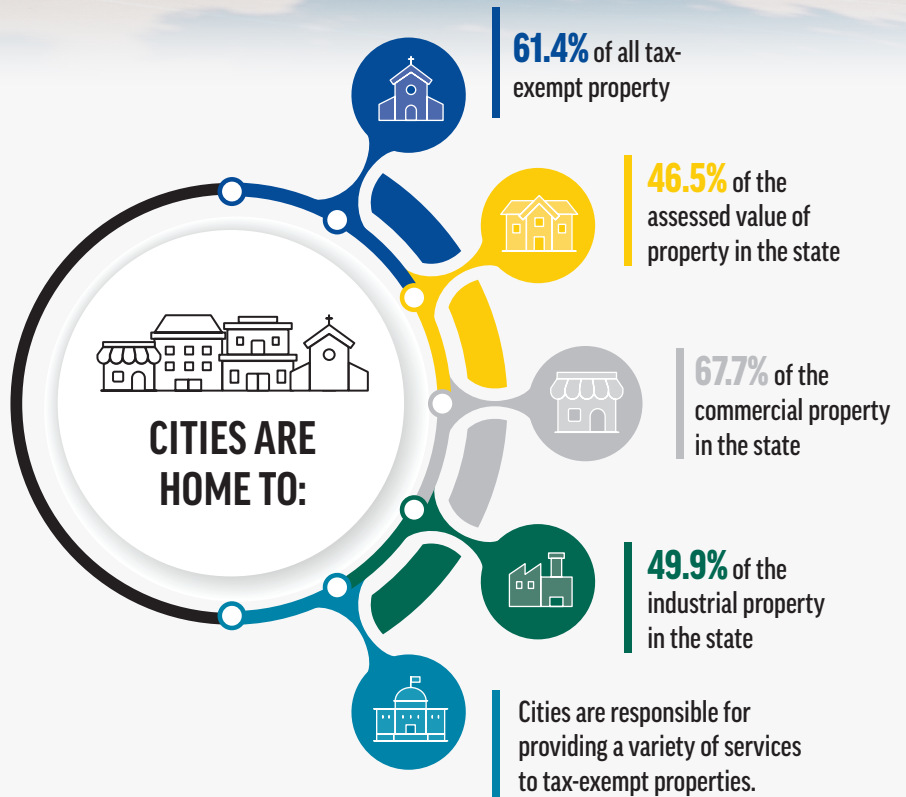 CITIES ARE
HOME TO:
61.4% of all tax-
exempt property
46.5% of the
assessed value of
property in the state
67.7% of the
commercial property
in the state
49.9% of the
industrial property
in the state
Cities are responsible for
providing a variety of services
to tax-exempt properties.